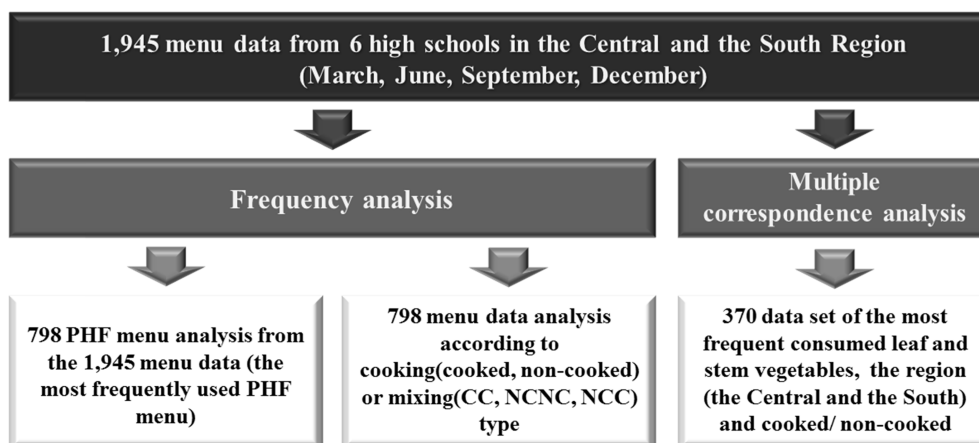 1,945 menu data from 6 high schools in the Central and the South Region
(March, June, September, December)
Frequency analysis
Multiple
correspondence analysis
798 PHF menu analysis from
the 1,945 menu data (the
most frequently used PHF
menu)
798 menu data analysis
according to
cooking(cooked, non-cooked)
or mixing(CC, NCNC, NCC)
type
370 data set of the most
frequent consumed leaf and
stem vegetables, the region
(the Central and the South)
and cooked/ non-cooked